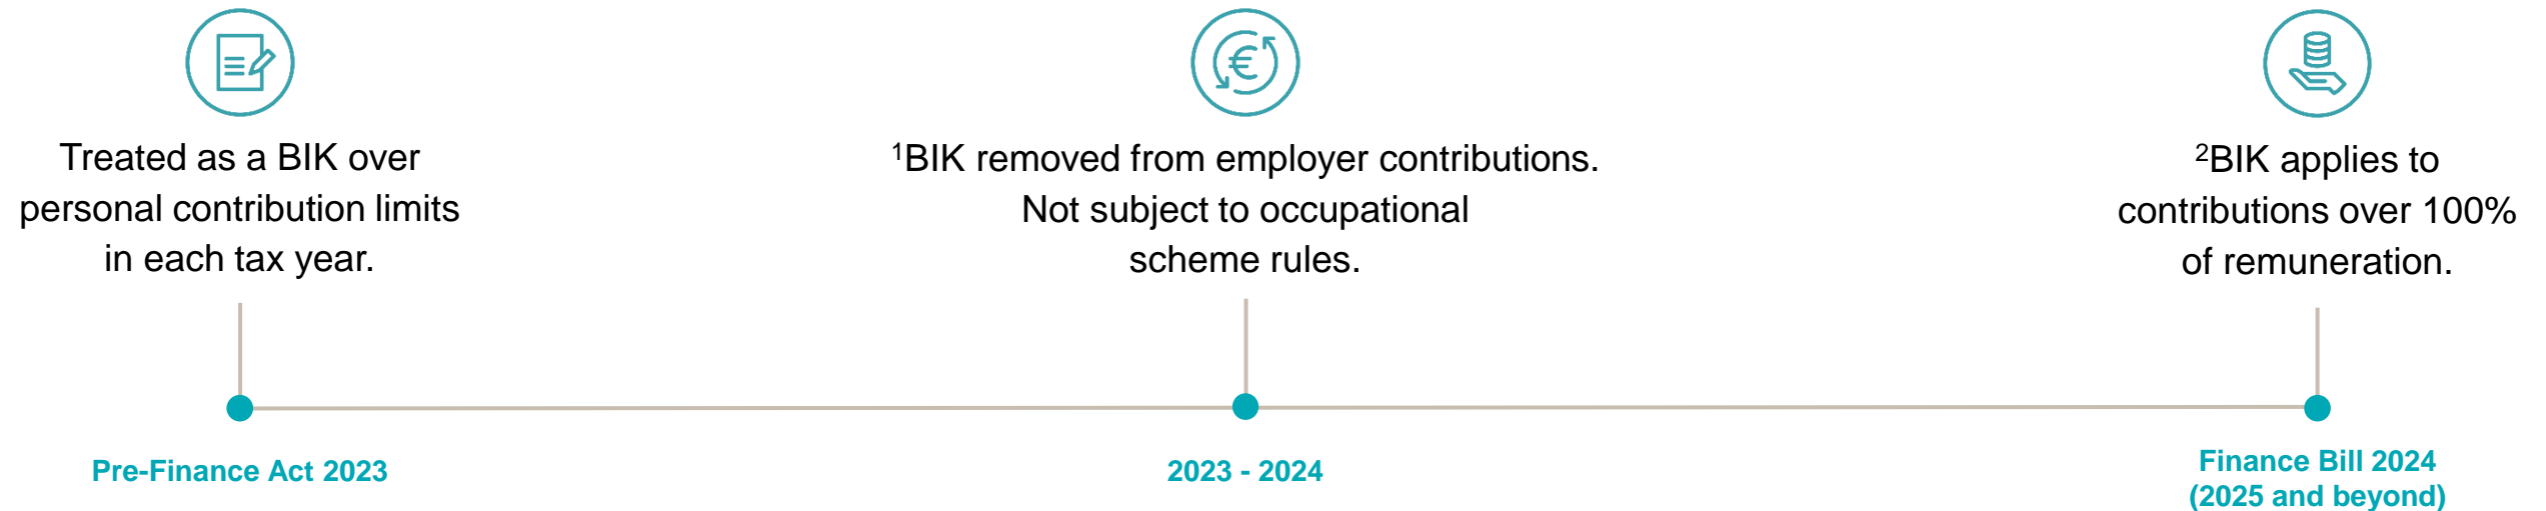 Treated as a BIK over
personal contribution limits
in each tax year.
¹BIK removed from employer contributions.
Not subject to occupational
scheme rules.
²BIK applies to
contributions over 100%
of remuneration.
Pre-Finance Act 2023
2023 - 2024
Finance Bill 2024
(2025 and beyond)